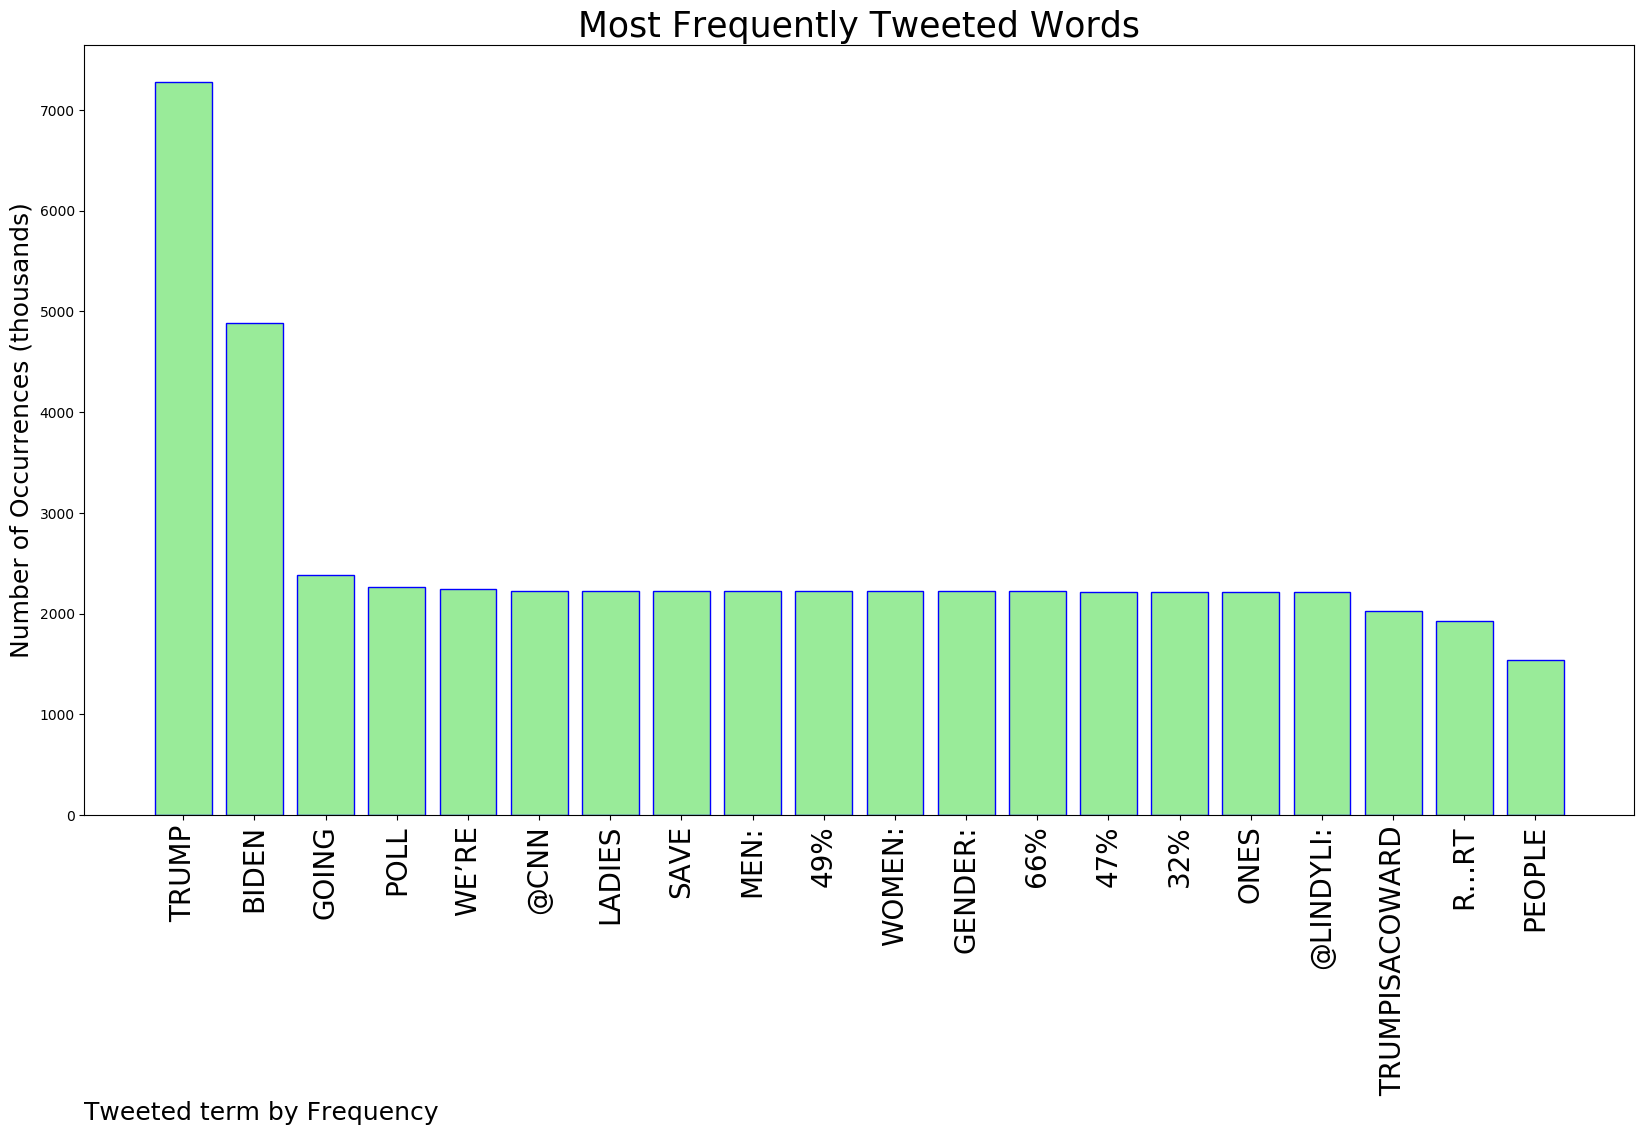 Most Frequently Tweeted Words
Number of Occurrences (thousands)
7000
6000
5000
4000
3000
2000
1000
0
TRUMP
BIDEN
GOING
POLL
WE’RE
@CNN
LADIES
SAVE
MEN:
49%
WOMEN:
GENDER:
66%
47%
32%
ONES
@LINDYLI:
TRUMPISACOWARD
R…RT
PEOPLE
Tweeted term by Frequency